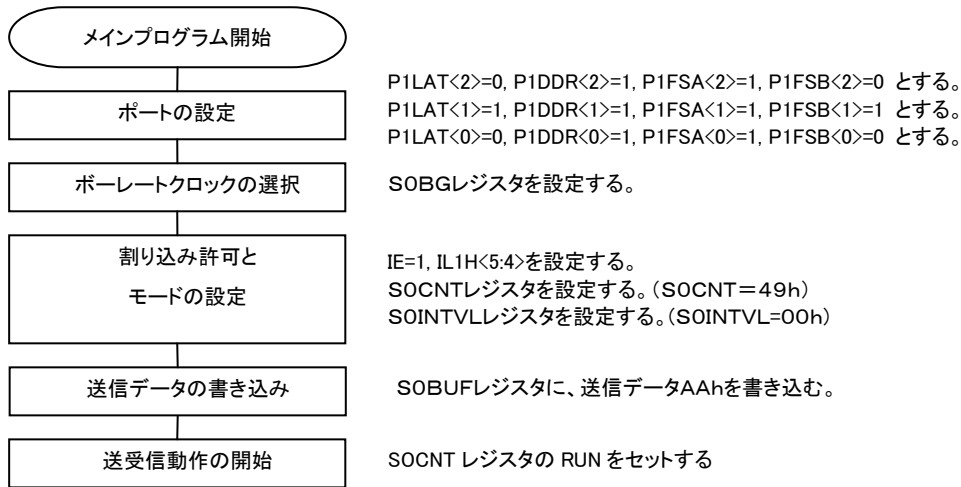 メインプログラム開始
ポートの設定
P1LAT<2>=0, P1DDR<2>=1, P1FSA<2>=1, P1FSB<2>=0 とする。
P1LAT<1>=1, P1DDR<1>=1, P1FSA<1>=1, P1FSB<1>=1 とする。
P1LAT<0>=0, P1DDR<0>=1, P1FSA<0>=1, P1FSB<0>=0 とする。
ボーレートクロックの選択
S0BGレジスタを設定する。
割り込み許可と
モードの設定
IE=1, IL1H<5:4>を設定する。
S0CNTレジスタを設定する。(S0CNT=49h)
S0INTVLレジスタを設定する。(S0INTVL=00h)
送信データの書き込み
S0BUFレジスタに、送信データAAhを書き込む。
送受信動作の開始
S0CNT レジスタの RUN をセットする